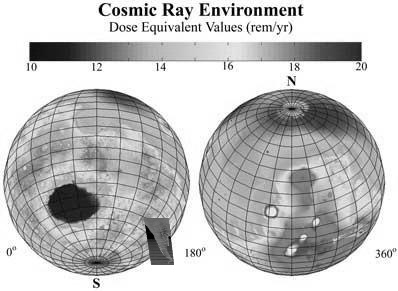 Cosmic Ray Environment
Dose Equivalent Values (rem/yr)
10 12 14 16 18 20
N
0° 180° 360°
S